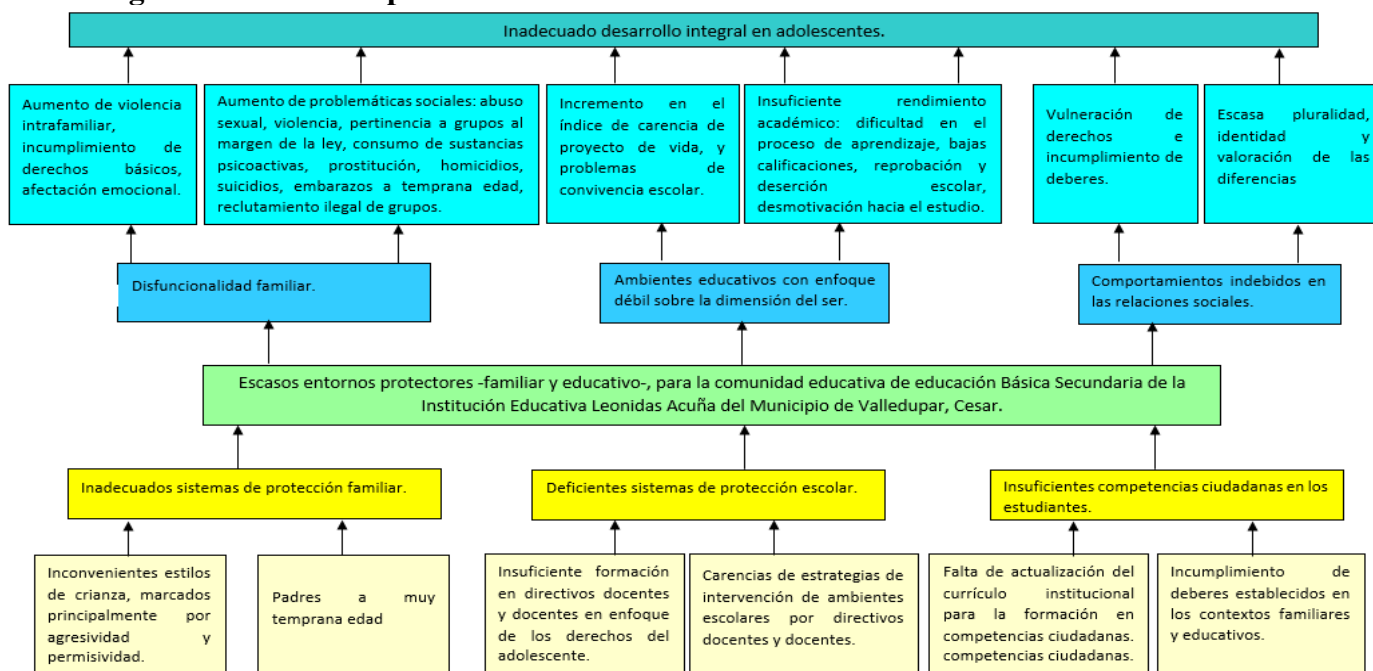 Inadecuado desarrollo integral en adolescentes.
Aumento de violencia
intrafamiliar,
incumplimiento de
derechos básicos,
afectación emocional.
Aumento de problemáticas sociales: abuso
sexual, violencia, pertinencia a grupos al
margen de la ley, consumo de sustancias
psicoactivas, prostitución, homicidios,
suicidios, embarazos a temprana edad,
reclutamiento ilegal de grupos.
Incremento en el
índice de carencia de
proyecto de vida, y
problemas de
convivencia escolar.
Insuficiente rendimiento
académico: dificultad en el
proceso de aprendizaje, bajas
calificaciones, reprobación y
deserción escolar,
desmotivación hacia el estudio.
Vulneración de
derechos e
incumplimiento de
deberes.
Escasa pluralidad,
identidad y
valoración de las
diferencias
Disfuncionalidad familiar.
Ambientes educativos con enfoque
débil sobre la dimensión del ser.
Comportamientos indebidos en
las relaciones sociales.
Escasos entornos protectores -familiar y educativo-, para la comunidad educativa de educación Básica Secundaria de la
Institución Educativa Leonidas Acuña del Municipio de Valledupar, Cesar.
Inadecuados sistemas de protección familiar.
Deficientes sistemas de protección escolar.
Insuficientes competencias ciudadanas en los
estudiantes.
Inconvenientes estilos
de crianza, marcados
principalmente por
agresividad y
permisividad.
Padres a muy
temprana edad
Insuficiente formación
en directivos docentes
y docentes en enfoque
de los derechos del
adolescente.
Carencias de estrategias de
intervención de ambientes
escolares por directivos
docentes y docentes.
Falta de actualización del
currículo institucional
para la formación en
competencias ciudadanas.
competencias ciudadanas.
Incumplimiento de
deberes establecidos en
los contextos familiares
y educativos.